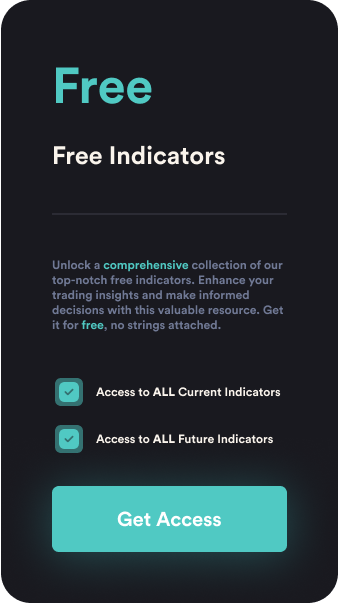 Free
Free Indicators
Unlock a comprehensive collection of our
top-notch free indicators. Enhance your
trading insights and make informed
decisions with this valuable resource. Get
it for free, no strings attached.
Access to ALL Current Indicators
Access to ALL Future Indicators
Get Access